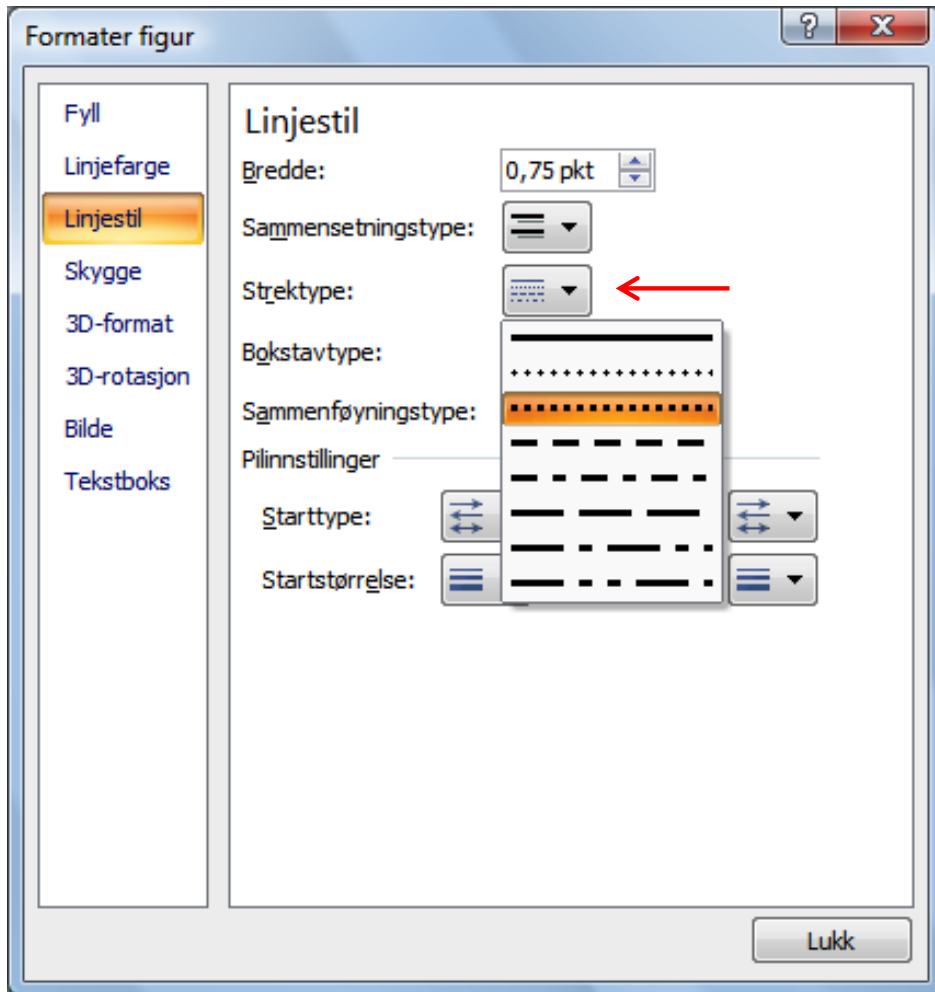 Formater figur
Fyll
Linjefarge
Linjestil
Skygge
3D-format
3D-rotasjon
Bilde
Tekstboks
Linjestil
Bredde: 0,75 pkt
Sammensetningstype:
Strektype:
Bokstavtype:
Sammenføyningstype:
Pilinnstillinger
Starttype:
Startstørrelse:
Lukk